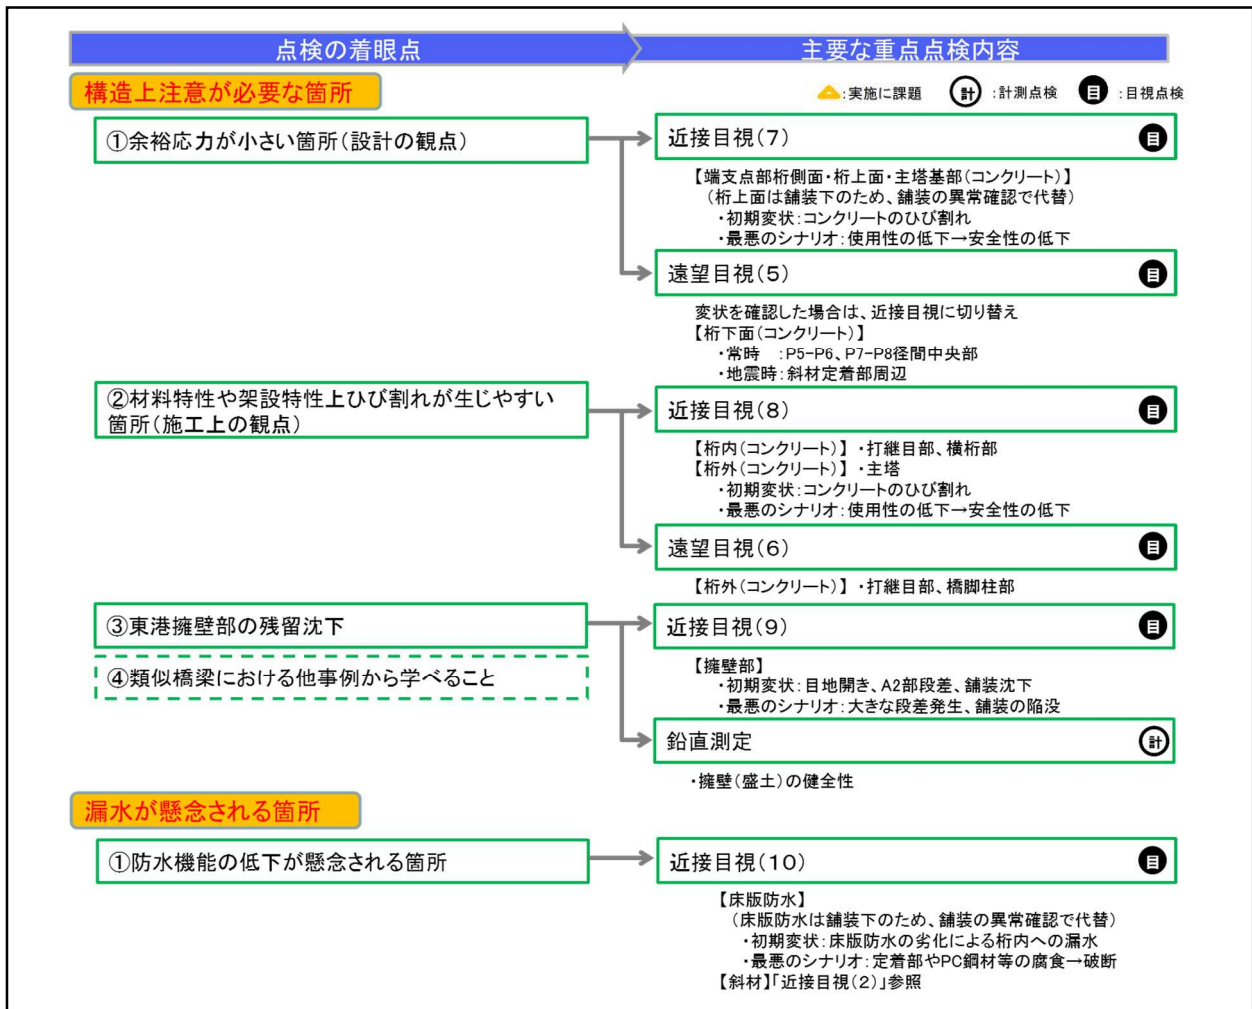 点検の着眼点
主要な重点点検内容
構造上注意が必要な箇所
:実施に課題 計 :計測点検 目 :目視点検
①余裕応力が小さい箇所(設計の観点)
近接目視(7) 目
【端支点部桁側面・桁上面・主塔基部(コンクリート)】
(桁上面は舗装下のため、舗装の異常確認で代替)
・初期変状:コンクリートのひび割れ
・最悪のシナリオ:使用性の低下→安全性の低下
遠望目視(5) 目
変状を確認した場合は、近接目視に切り替え
【桁下面(コンクリート)】
・常時 :P5-P6、P7-P8径間中央部
・地震時:斜材定着部周辺
②材料特性や架設特性上ひび割れが生じやすい
箇所(施工上の観点)
近接目視(8) 目
【桁内(コンクリート)】 ・打継目部、横桁部
【桁外(コンクリート)】 ・主塔
・初期変状:コンクリートのひび割れ
・最悪のシナリオ:使用性の低下→安全性の低下
遠望目視(6) 目
【桁外(コンクリート)】 ・打継目部、橋脚柱部
③東港擁壁部の残留沈下
④類似橋梁における他事例から学べること
近接目視(9) 目
【擁壁部】
・初期変状:目地開き、A2部段差、舗装沈下
・最悪のシナリオ:大きな段差発生、舗装の陥没
鉛直測定 計
・擁壁(盛土)の健全性
漏水が懸念される箇所
①防水機能の低下が懸念される箇所
近接目視(10) 目
【床版防水】
(床版防水は舗装下のため、舗装の異常確認で代替)
・初期変状:床版防水の劣化による桁内への漏水
・最悪のシナリオ:定着部やPC鋼材等の腐食→破断
【斜材】「近接目視(2)」参照